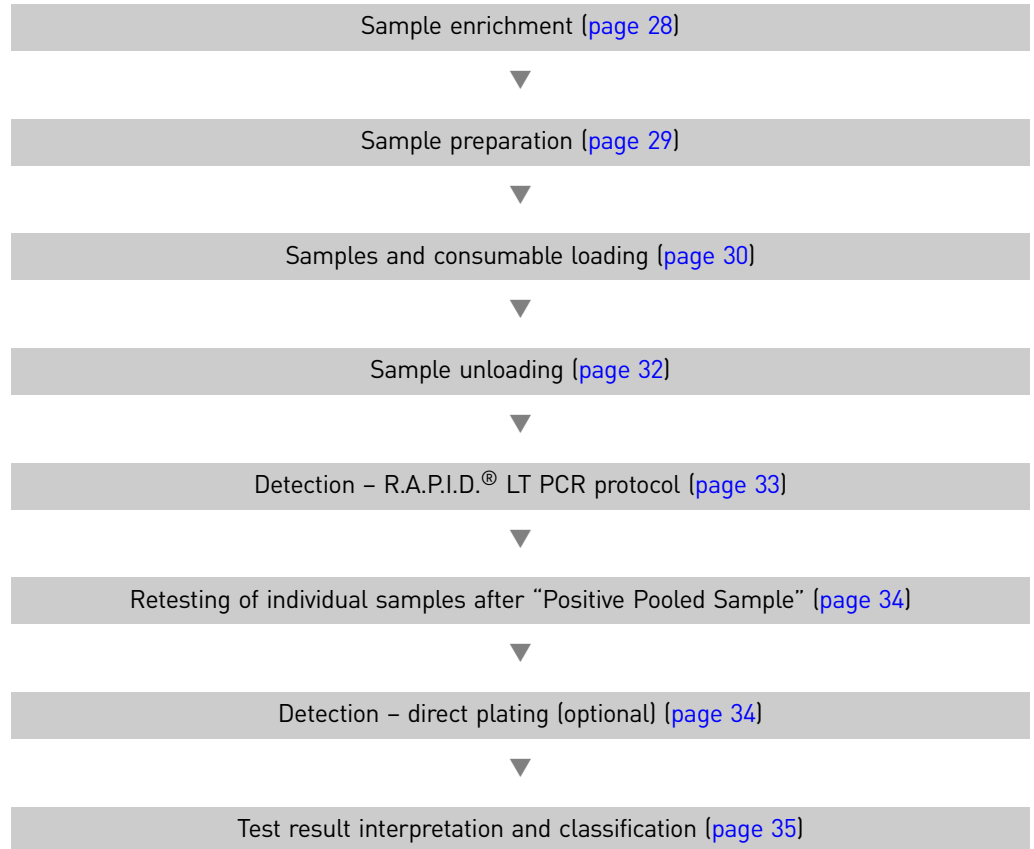 Sample enrichment (page 28)
Sample preparation (page 29)
Samples and consumable loading (page 30)
Sample unloading (page 32)
Detection – R.A.P.I.D.® LT PCR protocol (page 33)
Retesting of individual samples after “Positive Pooled Sample” (page 34)
Detection – direct plating (optional) (page 34)
Test result interpretation and classification (page 35)